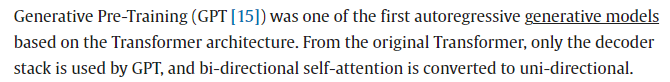 Generative Pre-Training (GPT [15]) was one of the first autoregressive generative models
based on the Transformer architecture. From the original Transformer, only the decoder
stack is used by GPT, and bi-directional self-attention is converted to uni-directional.